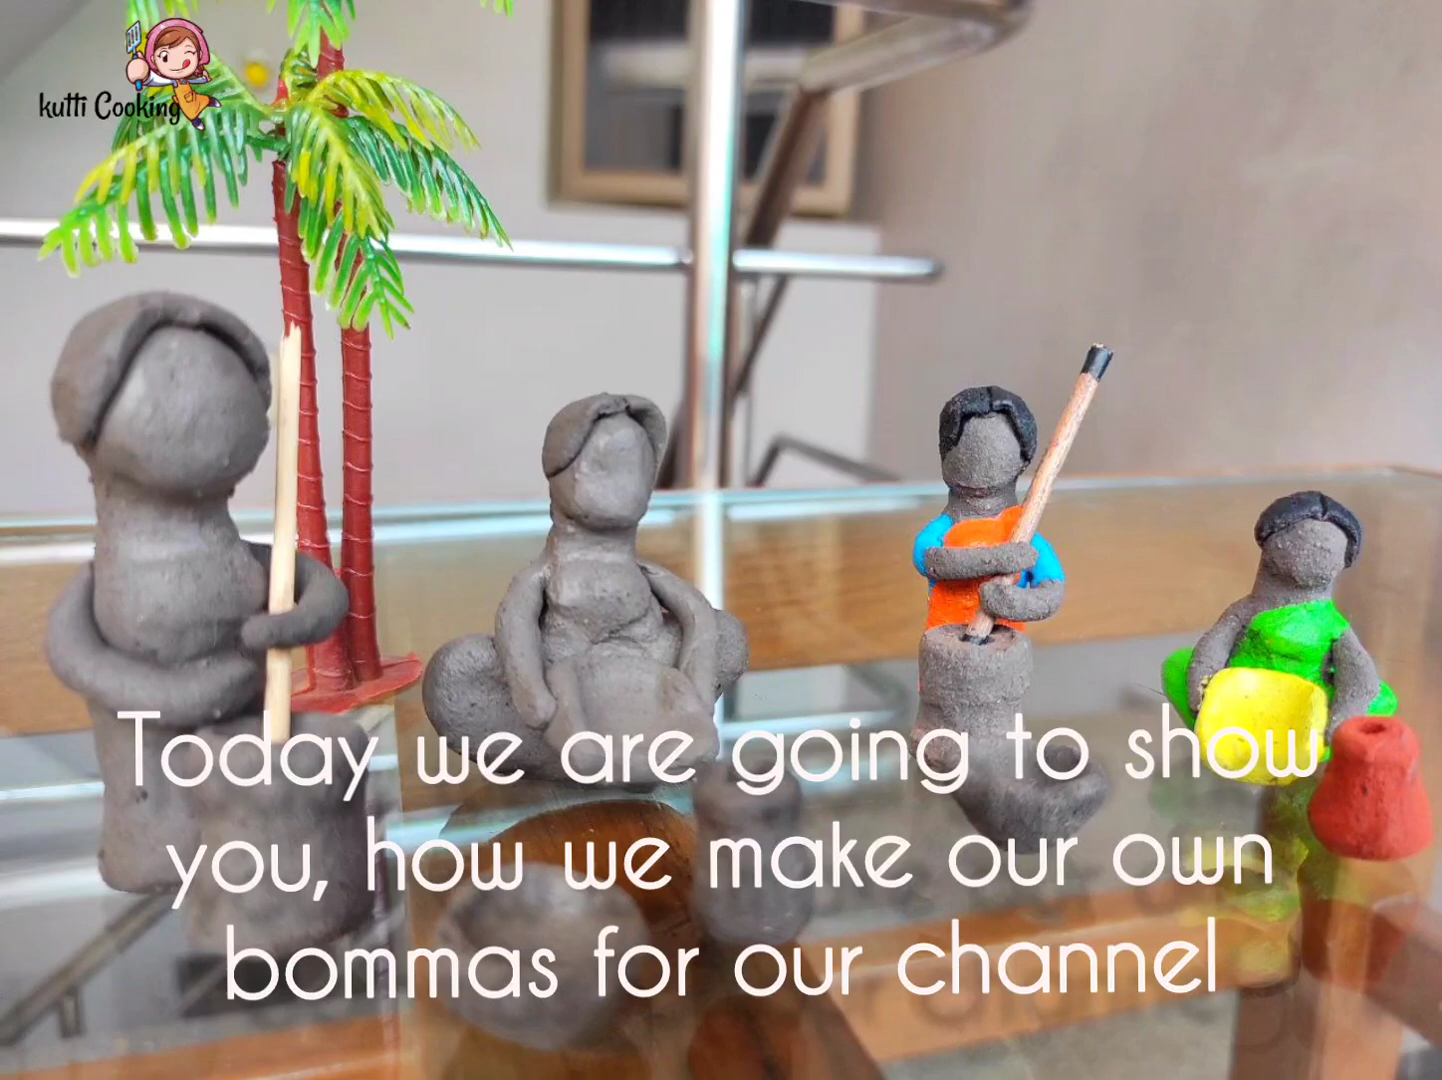 kutti Cooking
Today we are going to show
you, how we make our own
bommas for our channel